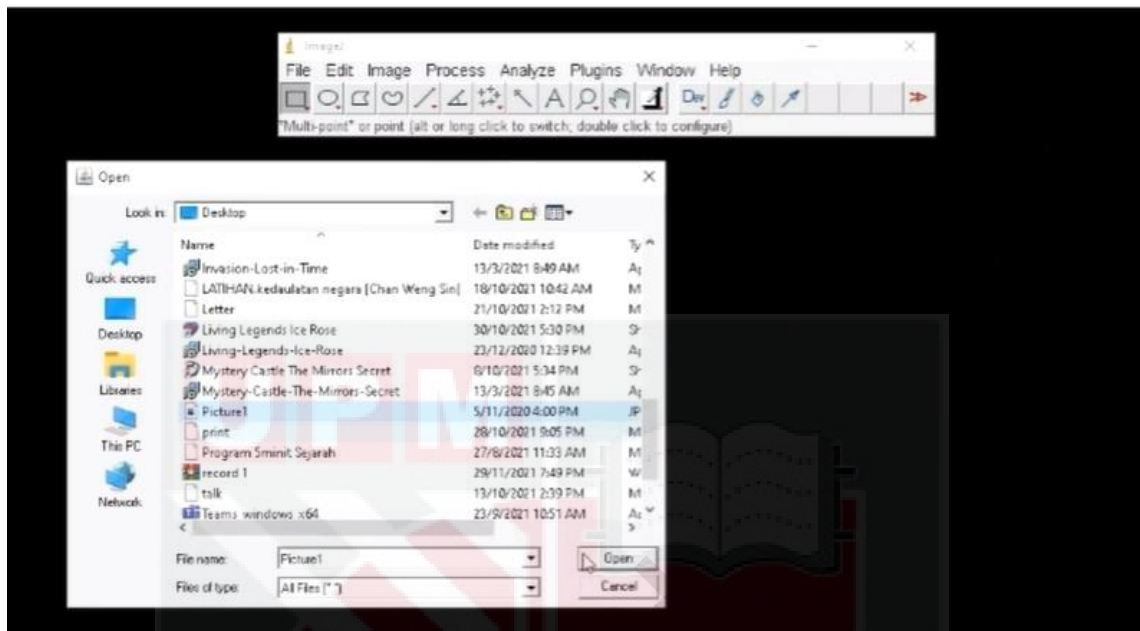 ImageJ
File Edit Image Process Analyze Plugins Window Help
Dev
"Multi-point" or point (alt or long click to switch; double click to configure)
Open
Look in: Desktop
Name Date modified Ty
Quick access
Desktop
Libraries
This PC
Network
Invasion-Lost-in-Time 13/3/2021 8:49 AM
LATIHAN kedaulatan negara [Chan Weng Sin] 18/10/2021 10:42 AM M
Letter 21/10/2021 2:12 PM M
Living Legends Ice Rose 30/10/2021 5:30 PM
Living-Legends-Ice-Rose 23/12/2020 12:39 PM
Mystery Castle The Mirrors Secret 8/10/2021 5:34 PM
Mystery-Castle-The-Mirrors-Secret 13/3/2021 8:45 AM
Picture1 5/11/2020 4:00 PM JP
print 28/10/2021 9:05 PM M
Program 5minit Sejarah 27/8/2021 11:33 AM M
record 1 29/11/2021 7:49 PM W
talk 13/10/2021 2:39 PM M
Teams_windows_x64 23/9/2021 10:51 AM
File name: Picture1 Open
Files of type: All Files (*.*) Cancel
UPM